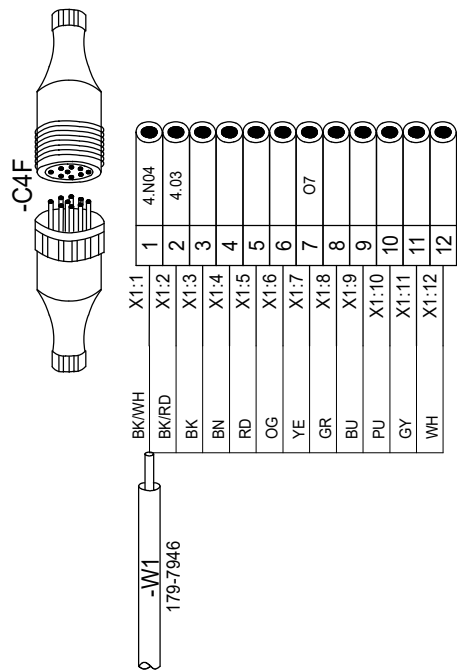 -C4F
4.N04
4.03
O7
1
2
3
4
5
6
7
8
9
10
11
12
X1:1
X1:2
X1:3
X1:4
X1:5
X1:6
X1:7
X1:8
X1:9
X1:10
X1:11
X1:12
BK/WH
BK/RD
BK
BN
RD
OG
YE
GR
BU
PU
GY
WH
-W1
179-7946